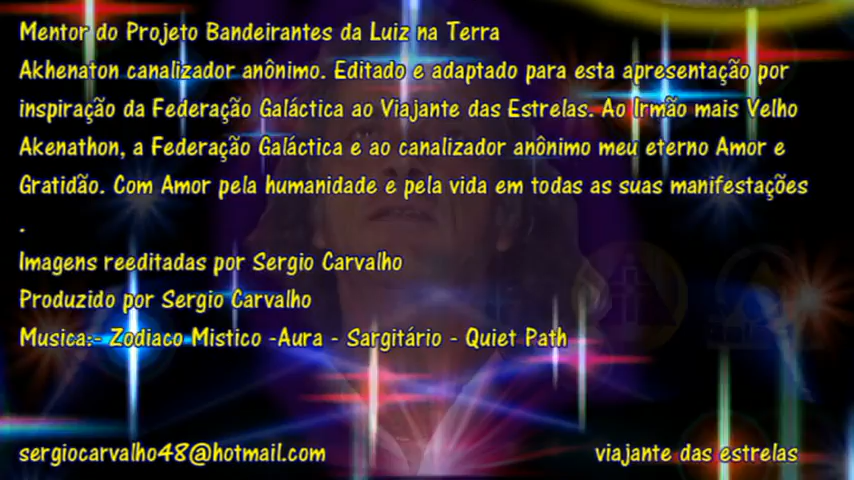 Mentor do Projeto Bandeirantes da Luiz na Terra
Akhenaton canalizador anônimo. Editado e adaptado para esta apresentação por
inspiração da Federação Galáctica ao Viajante das Estrelas. Ao Irmão mais Velho
Akenathon, a Federação Galáctica e ao canalizador anônimo meu eterno Amor e
Gratidão. Com Amor pela humanidade e pela vida em todas as suas manifestações
.
Imagens reeditadas por Sergio Carvalho
Produzido por Sergio Carvalho
Musica:- Zodiaco Mistico -Aura - Sargitário - Quiet Path
sergiocarvalho48@hotmail.com
viajante das estrelas